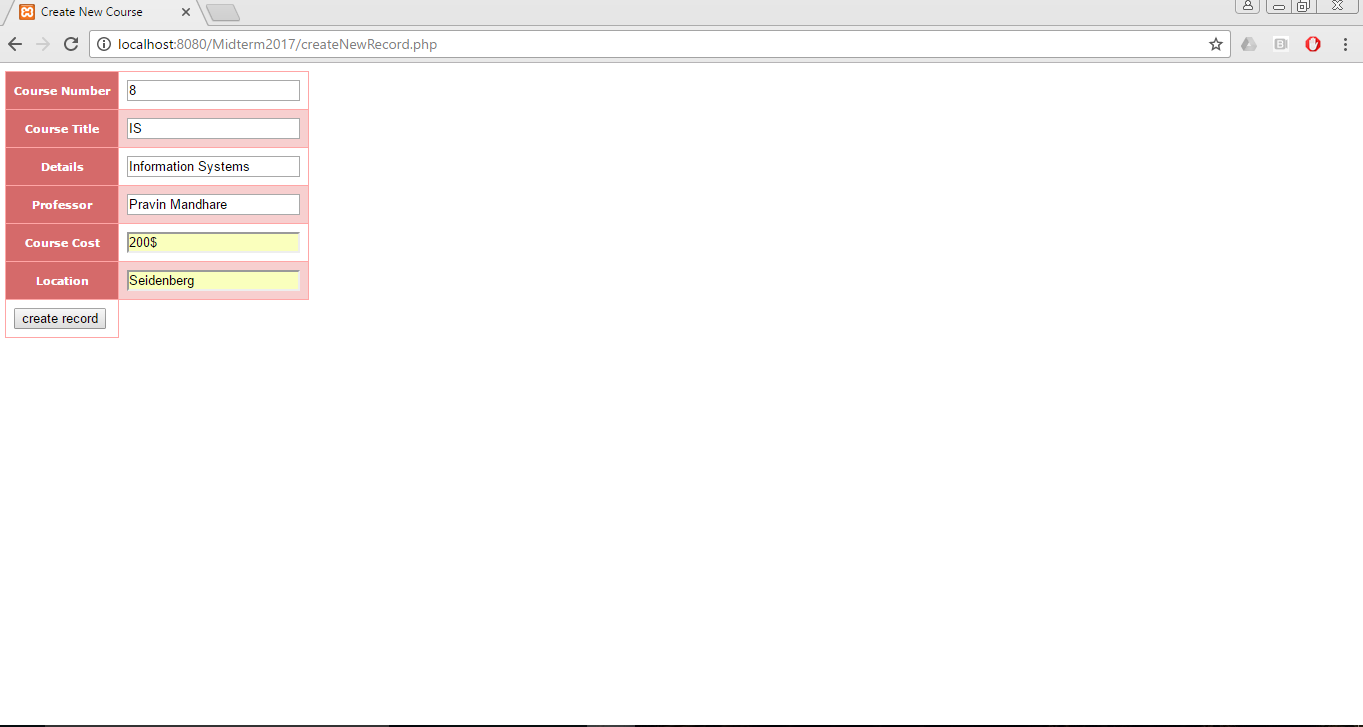 Create New Course
localhost:8080/Midterm2017/createNewRecord.php
Course Number 8
Course Title IS
Details Information Systems
Professor Pravin Mandhare
Course Cost 200$
Location Seidenberg
create record